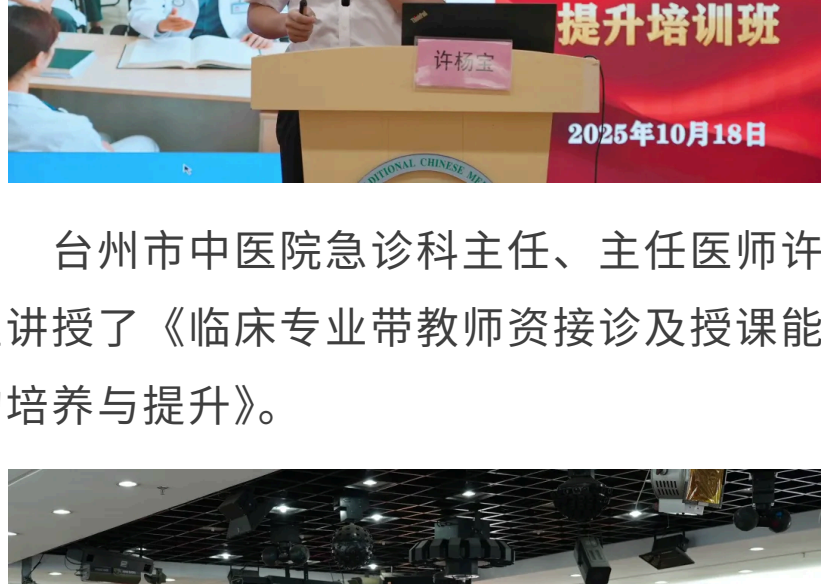 提升培训班
许杨宝
2025年10月18日
DITIONAL CHINESE ME
台州市中医院急诊科主任、主任医师许
讲授了《临床专业带教师资接诊及授课能
培养与提升》。